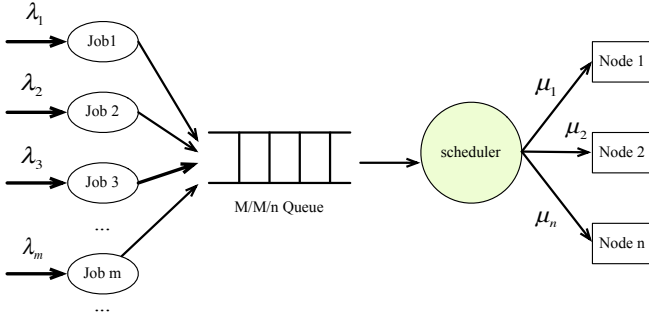 λ1
Job1
λ2
Job 2
λ3
Job 3
...
λm
Job m
...
M/M/n Queue
scheduler
μ1
μ2
μn
Node 1
Node 2
Node n